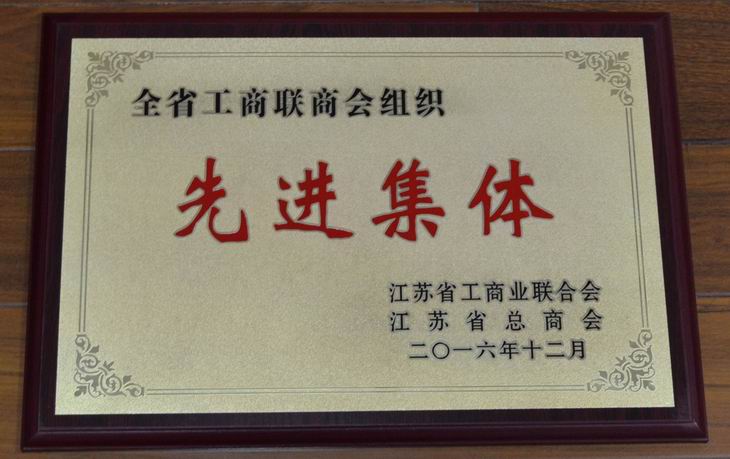 全省工商联商会组织
先进集体
江苏省工商业联合会
江苏省总商会
二〇一六年十二月